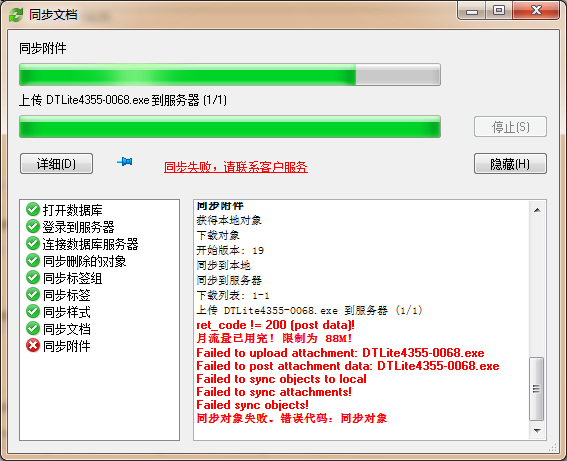 同步文档
同步附件
上传 DTLite4355-0068.exe 到服务器 (1/1)
停止(S)
详细(D)
同步失败，请联系客户服务
隐藏(H)
打开数据库
登录到服务器
连接数据库服务器
同步删除的对象
同步标签组
同步标签
同步样式
同步文档
同步附件
同步附件
获得本地对象
下载对象
开始版本: 19
同步到本地
同步到服务器
下载列表: 1-1
上传 DTLite4355-0068.exe 到服务器 (1/1)
ret_code != 200 (post data)!
月流量已用完! 限制为 88M!
Failed to upload attachment: DTLite4355-0068.exe
Failed to post attachment data: DTLite4355-0068.exe
Failed to sync objects to local
Failed to sync attachments!
Failed sync objects!
同步对象失败。错误代码: 同步对象